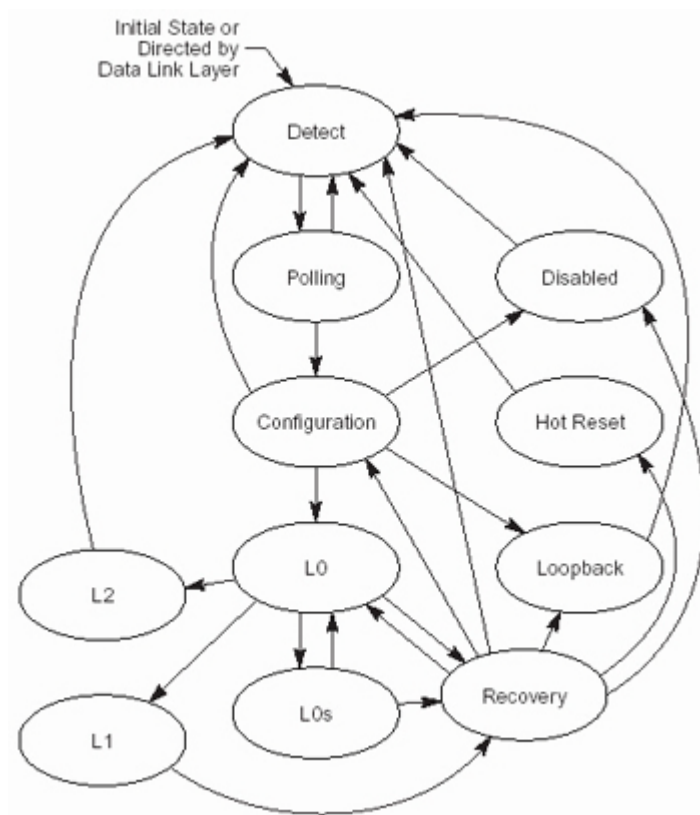 Initial State or
Directed by
Data Link Layer
Detect
Polling
Disabled
Configuration
Hot Reset
L0
Loopback
L2
Recovery
L0s
L1